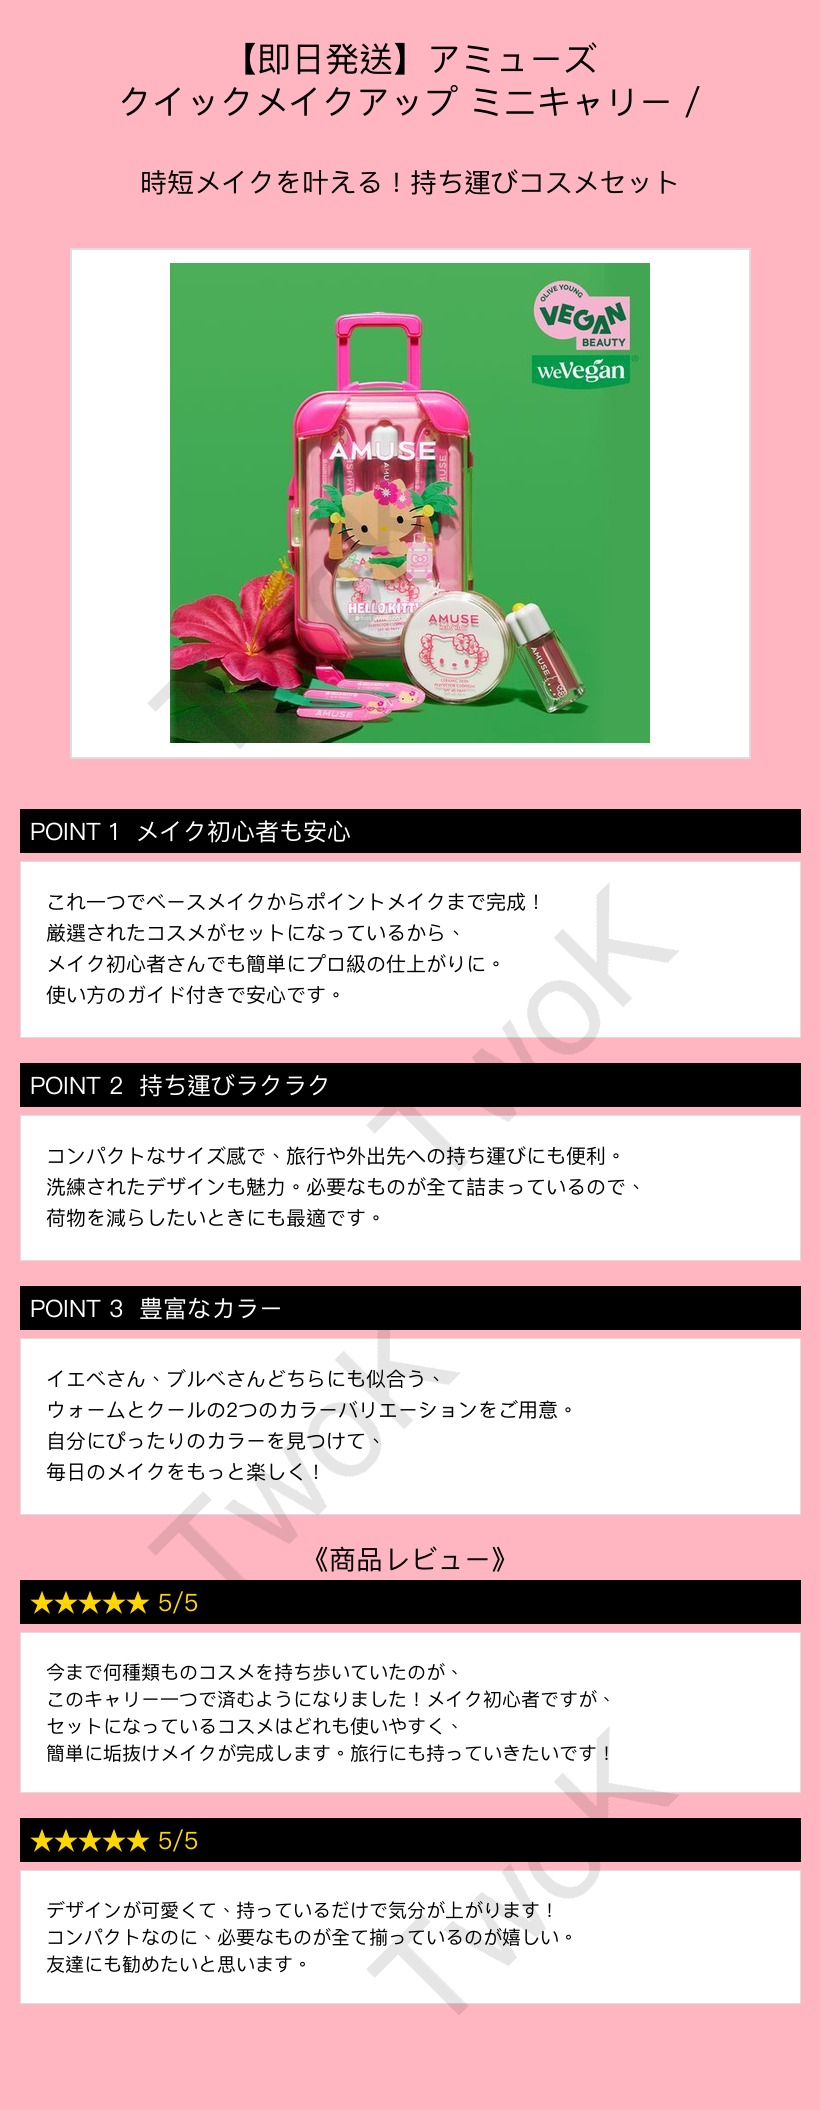 【即日発送】アミューズ
クイックメイクアップ ミニキャリー /
時短メイクを叶える！持ち運びコスメセット
OLIVE YOUNG
VEGAN
BEAUTY
weVegan
AMUSE
HELLO KITTY
AMUSE
AMUSE
AMUSE
POINT 1 メイク初心者も安心
これ一つでベースメイクからポイントメイクまで完成！
厳選されたコスメがセットになっているから、
メイク初心者さんでも簡単にプロ級の仕上がりに。
使い方のガイド付きで安心です。
TwoK
POINT 2 持ち運びラクラク
コンパクトなサイズ感で、旅行や外出先への持ち運びにも便利。
洗練されたデザインも魅力。必要なものが全て詰まっているので、
荷物を減らしたいときにも最適です。
POINT 3 豊富なカラー
イエベさん、ブルベさんどちらにも似合う、
ウォームとクールの2つのカラーバリエーションをご用意。
自分にぴったりのカラーを見つけて、
毎日のメイクをもっと楽しく！
TwoK
《商品レビュー》
★★★★★ 5/5
今まで何種類ものコスメを持ち歩いていたのが、
このキャリー一つで済むようになりました！メイク初心者ですが、
セットになっているコスメはどれも使いやすく、
簡単に垢抜けメイクが完成します。旅行にも持っていきたいです！
★★★★★ 5/5
デザインが可愛くて、持っているだけで気分が上がります！
コンパクトなのに、必要なものが全て揃っているのが嬉しい。
友達にも勧めたいと思います。
TwoK